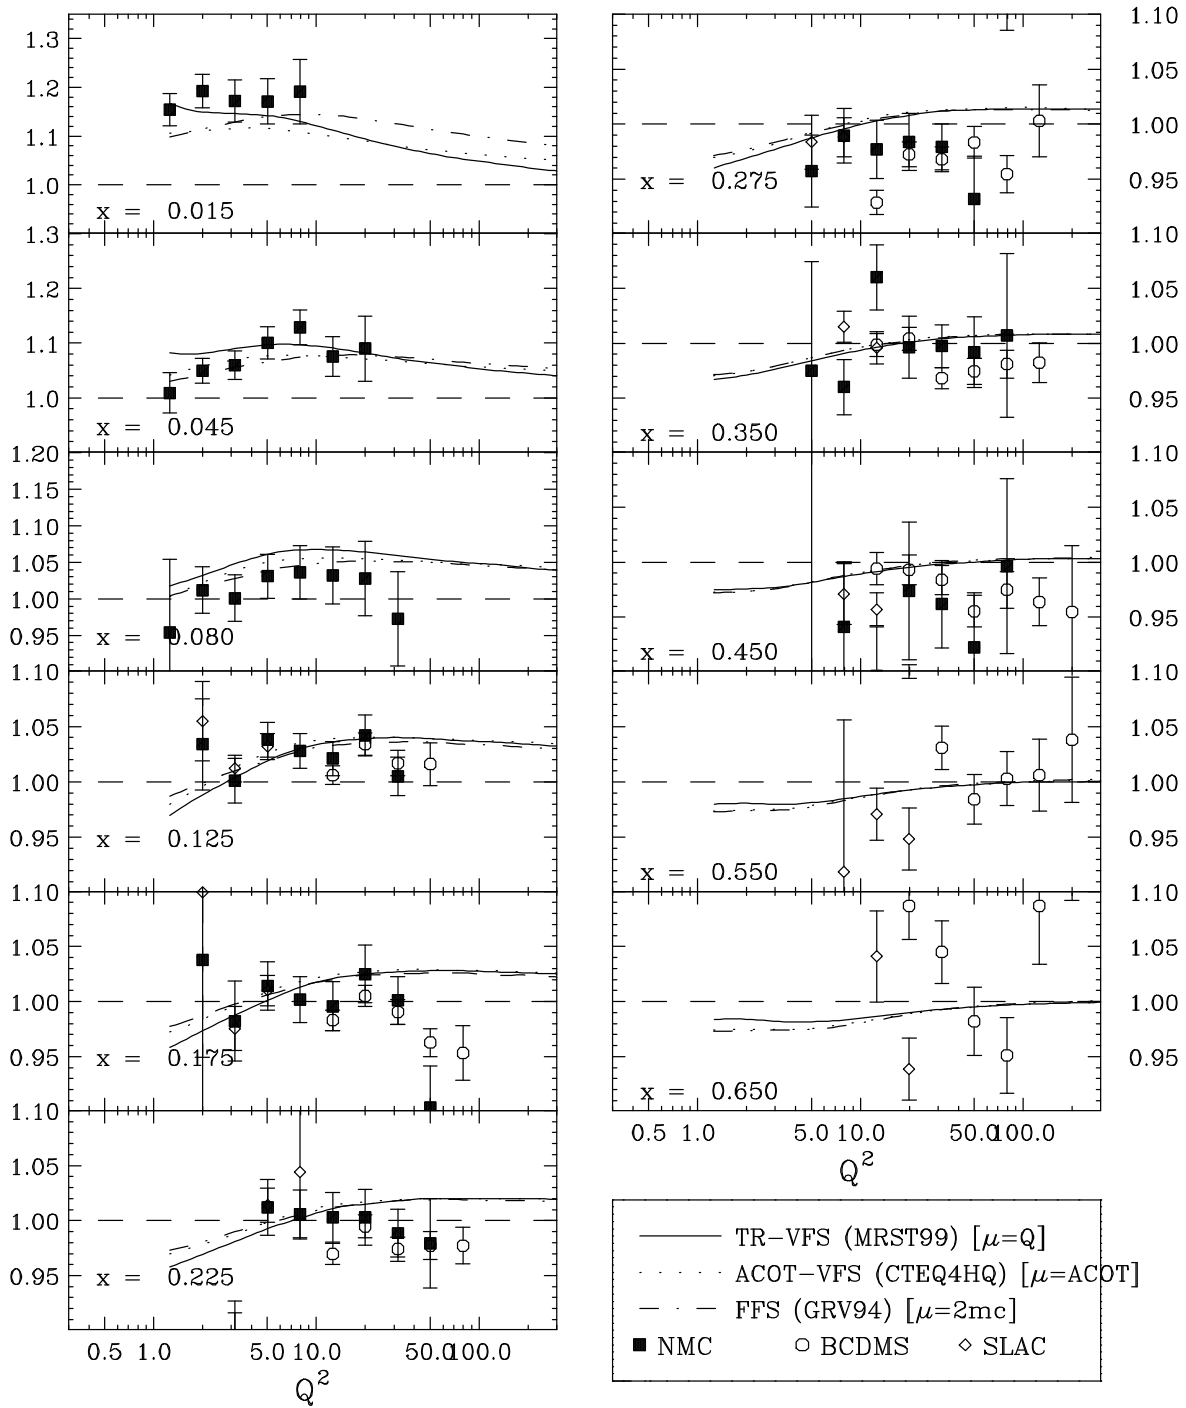 1.3
1.2
1.1
1.0
x = 0.015
1.3
1.2
1.1
1.0
x = 0.045
1.20
1.15
1.10
1.05
1.00
0.95
x = 0.080
1.10
1.05
1.00
0.95
x = 0.125
1.10
1.05
1.00
0.95
x = 0.175
1.10
1.05
1.00
0.95
x = 0.225
0.5 1.0 5.0 10.0 50.0 100.0
Q²
1.10
1.05
1.00
0.95
x = 0.275
1.10
1.05
1.00
0.95
x = 0.350
1.10
1.05
1.00
0.95
x = 0.450
1.10
1.05
1.00
0.95
x = 0.550
1.10
1.05
1.00
0.95
x = 0.650
0.5 1.0 5.0 10.0 50.0 100.0
Q²
TR-VFS (MRST99) [μ=Q]
ACOT-VFS (CTEQ4HQ) [μ=ACOT]
FFS (GRV94) [μ=2mc]
NMC BCDMS SLAC